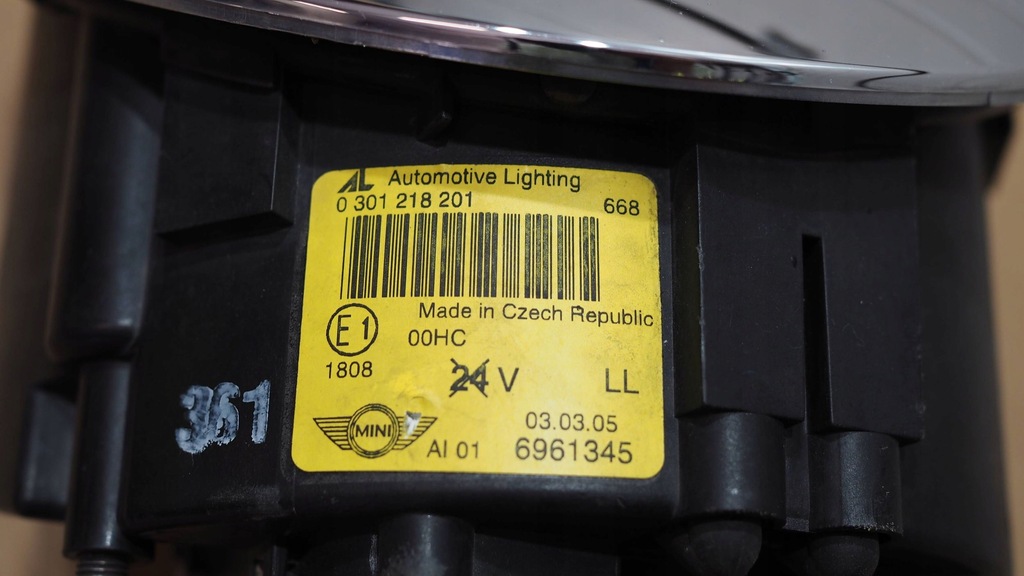 AL Automotive Lighting
0 301 218 201 668
Made in Czech Republic
E1 00HC
1808 24 V LL
361
MINI 03.03.05
AI 01 6961345